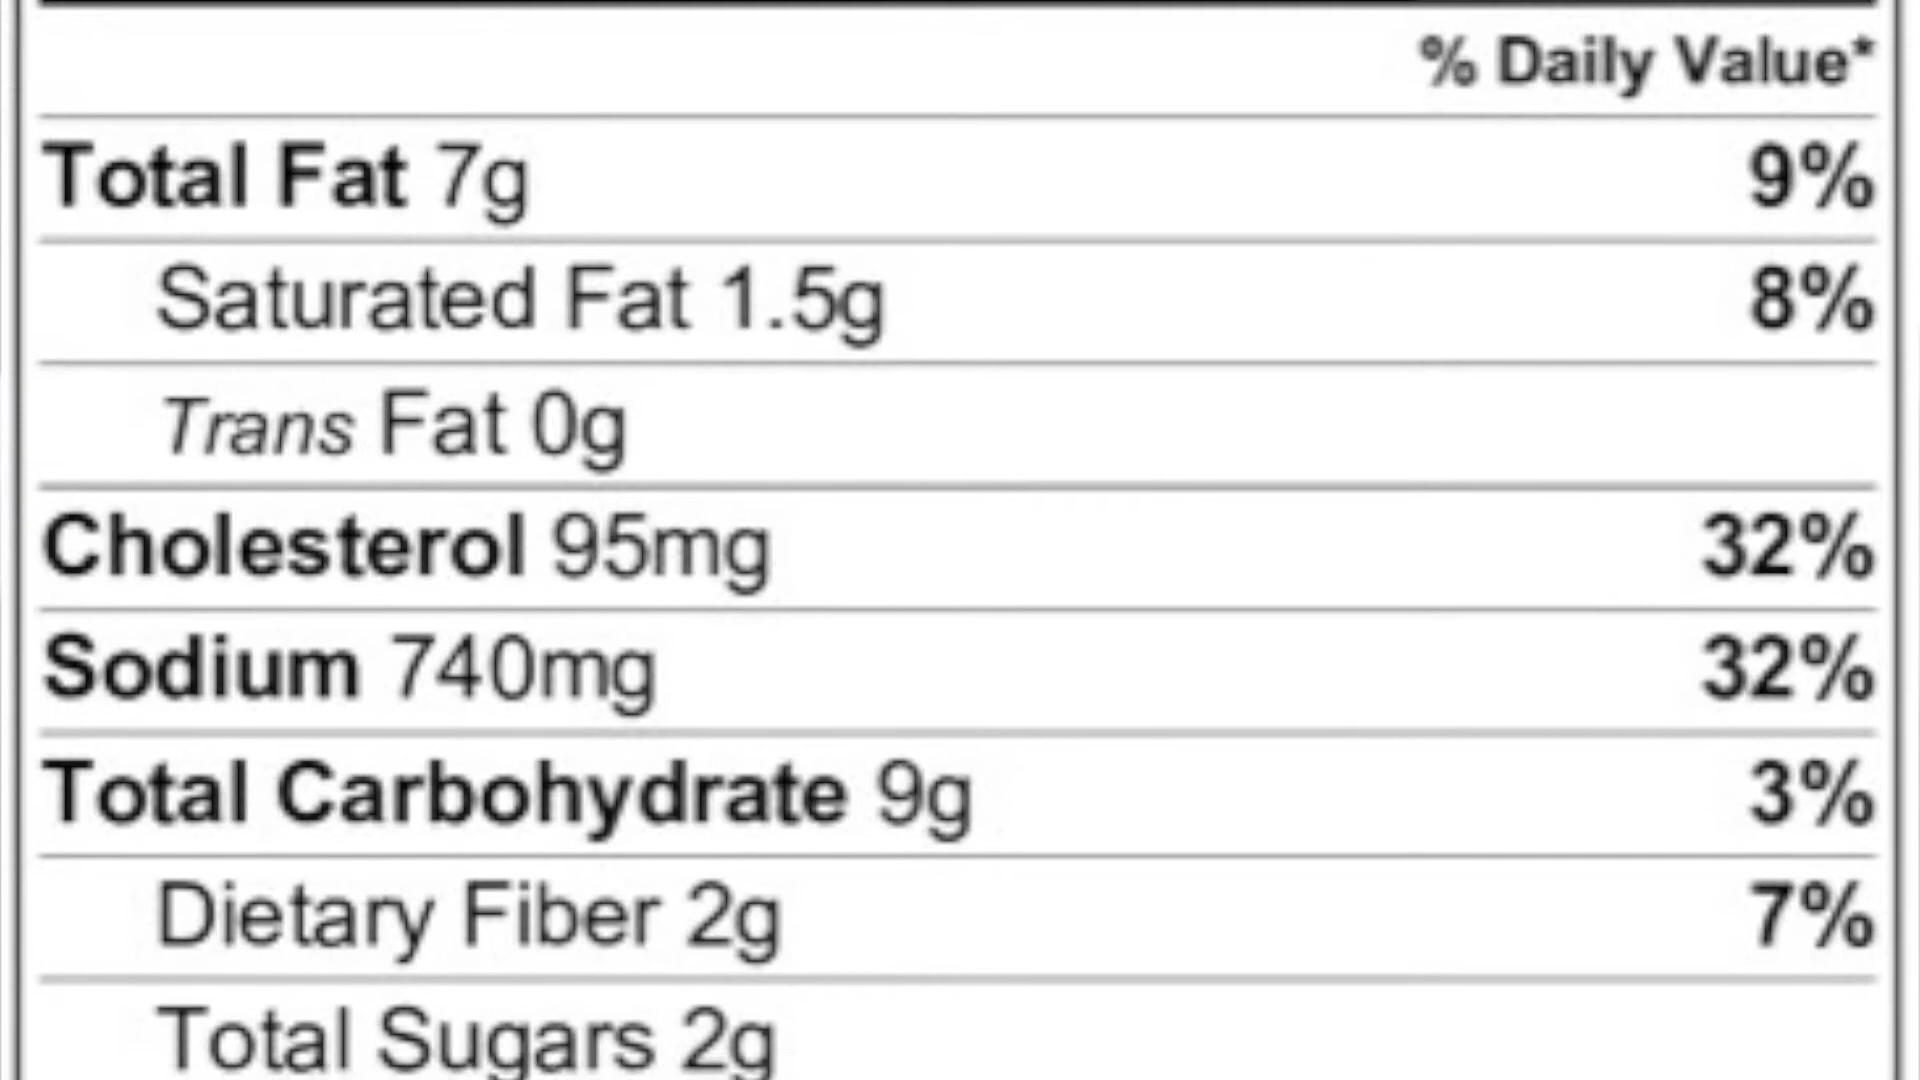 % Daily Value*
Total Fat 7g 9%
Saturated Fat 1.5g 8%
Trans Fat 0g
Cholesterol 95mg 32%
Sodium 740mg 32%
Total Carbohydrate 9g 3%
Dietary Fiber 2g 7%
Total Sugars 2g